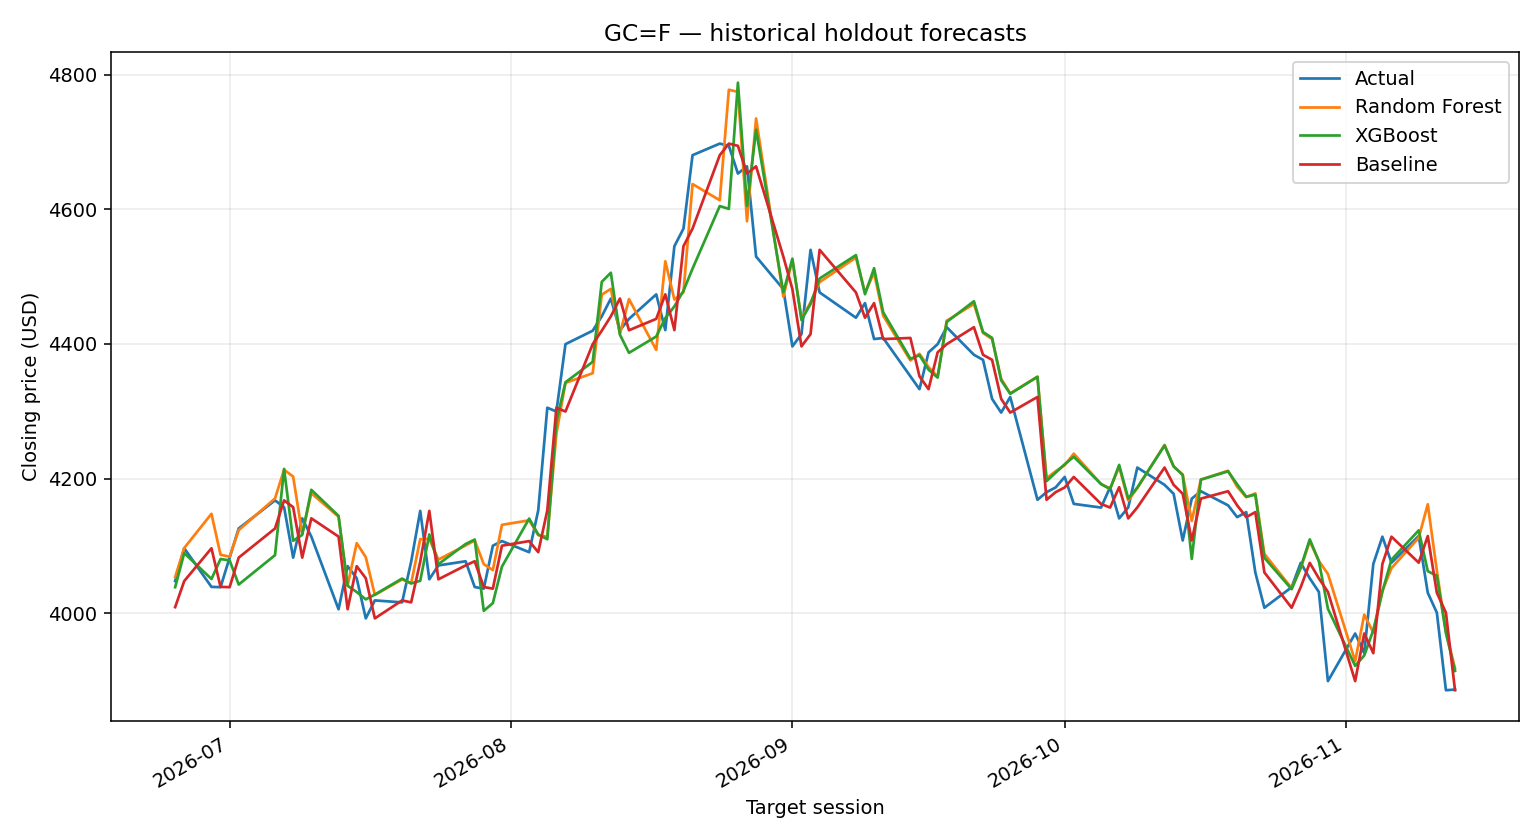 GC=F — historical holdout forecasts
Actual
Random Forest
XGBoost
Baseline
Closing price (USD)
4800
4600
4400
4200
4000
2026-07
2026-08
2026-09
2026-10
2026-11
Target session